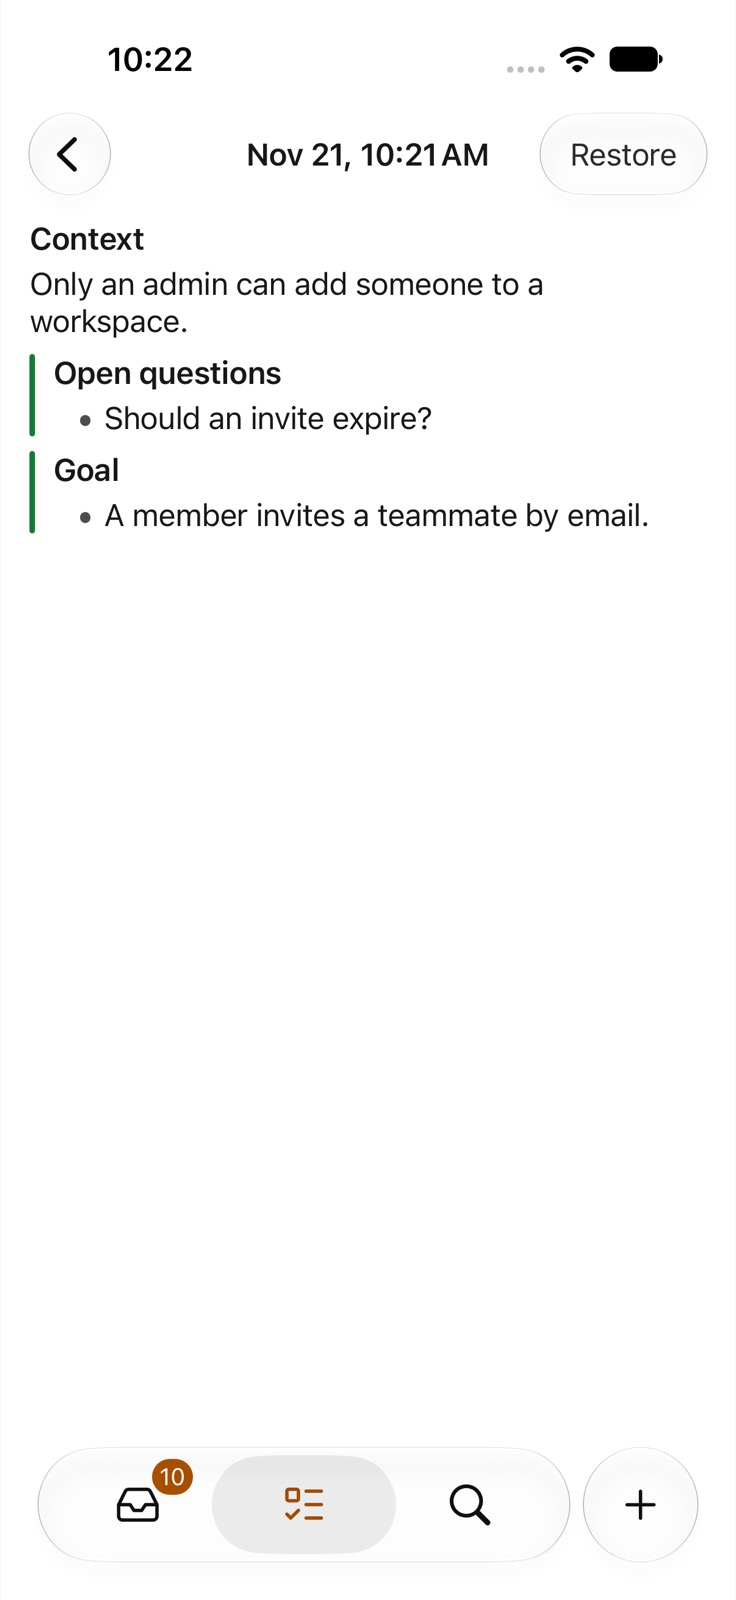 10:22
Nov 21, 10:21 AM
Restore
Context
Only an admin can add someone to a
workspace.
Open questions
• Should an invite expire?
Goal
• A member invites a teammate by email.
10